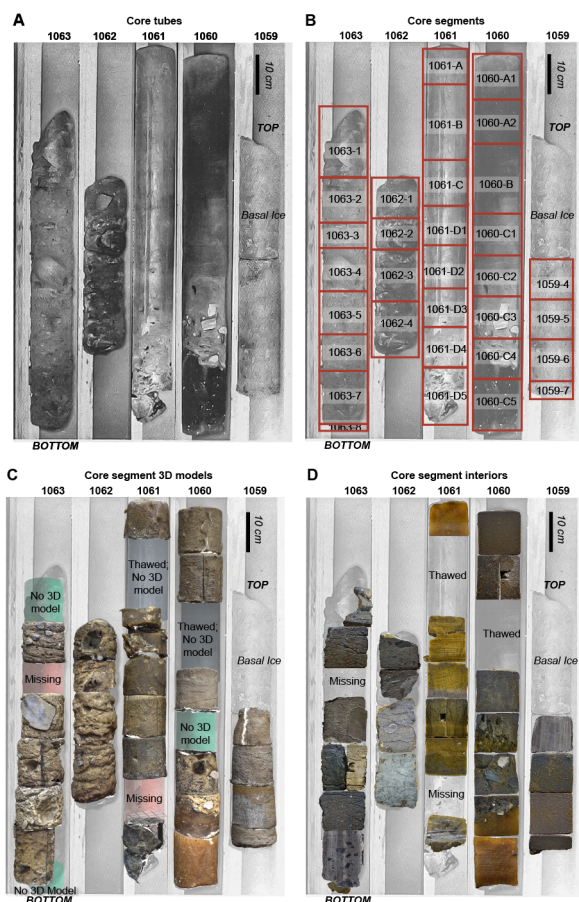 A
Core tubes
1063 1062 1061 1060 1059
10 cm
TOP
Basal Ice
BOTTOM
B
Core segments
1063 1062 1061 1060 1059
10 cm
TOP
Basal Ice
1063-1
1063-2
1063-3
1063-4
1063-5
1063-6
1063-7
1063-8
1062-1
1062-2
1062-3
1062-4
1061-A
1061-B
1061-C
1061-D1
1061-D2
1061-D3
1061-D4
1061-D5
1060-A1
1060-A2
1060-B
1060-C1
1060-C2
1060-C3
1060-C4
1060-C5
1059-4
1059-5
1059-6
1059-7
BOTTOM
C
Core segment 3D models
1063 1062 1061 1060 1059
10 cm
TOP
Basal Ice
No 3D
model
Missing
No 3D Model
Thawed;
No 3D
model
Missing
Thawed;
No 3D
model
No 3D
model
BOTTOM
D
Core segment interiors
1063 1062 1061 1060 1059
10 cm
TOP
Basal Ice
Missing
Thawed
Missing
Thawed
BOTTOM